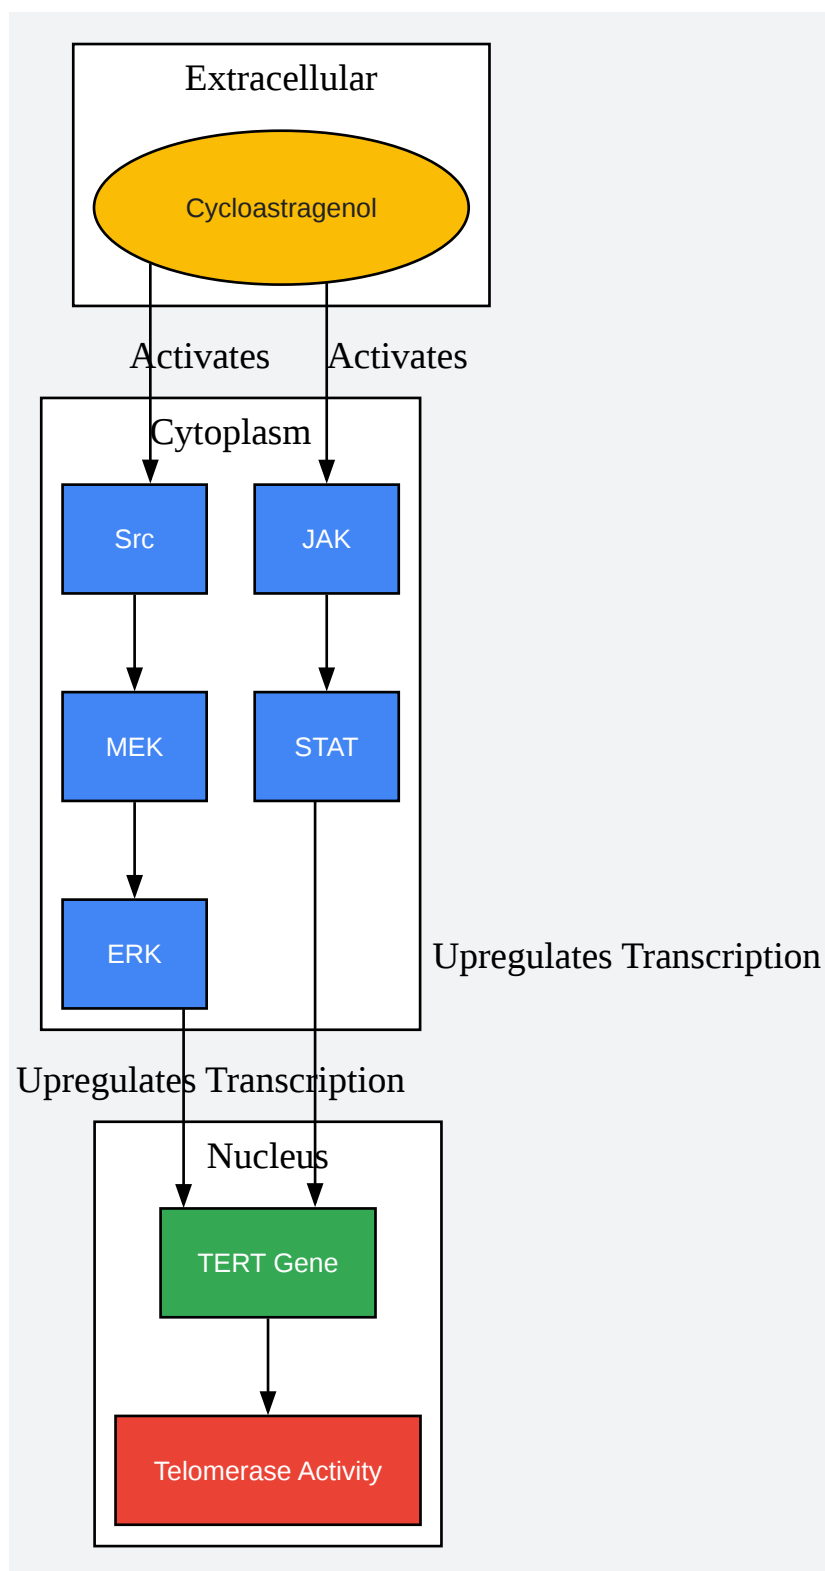 Extracellular
Cycloastragenol
Activates
Activates
Cytoplasm
Src
JAK
MEK
STAT
ERK
Upregulates Transcription
Upregulates Transcription
Nucleus
TERT Gene
Telomerase Activity